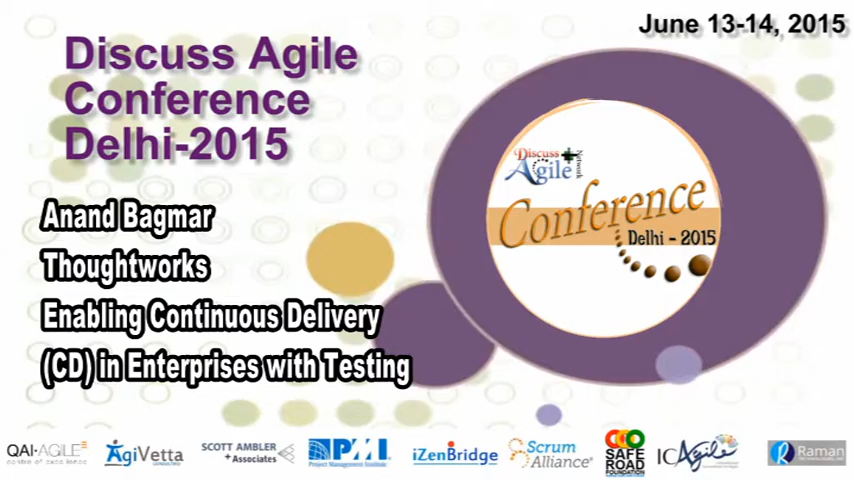 June 13-14, 2015
Discuss Agile
Conference
Delhi-2015
Discuss
Agile
Network
Conference
Delhi - 2015
Anand Bagmar
Thoughtworks
Enabling Continuous Delivery
(CD) in Enterprises with Testing
QAI·AGILE
AgiVetta
SCOTT AMBLER
+ Associates
PMI
Project Management Institute
iZenBridge
Scrum
Alliance®
SAFE
ROAD
FOUNDATION
ICAgile
Raman